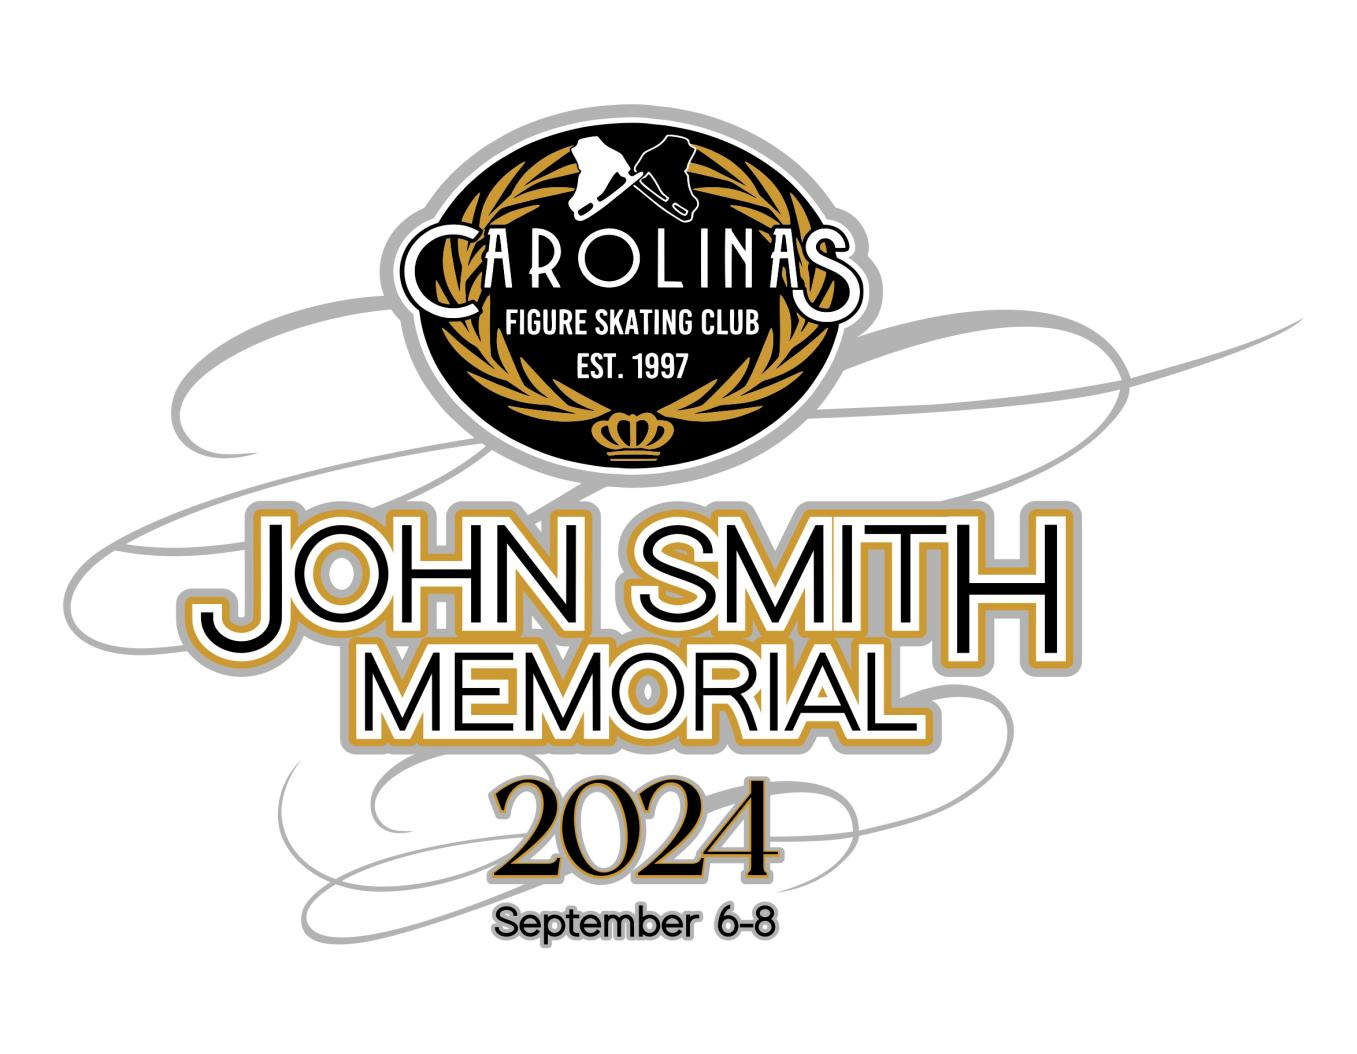 CAROLINAS
FIGURE SKATING CLUB
EST. 1997
JOHN SMITH
MEMORIAL
2024
September 6-8